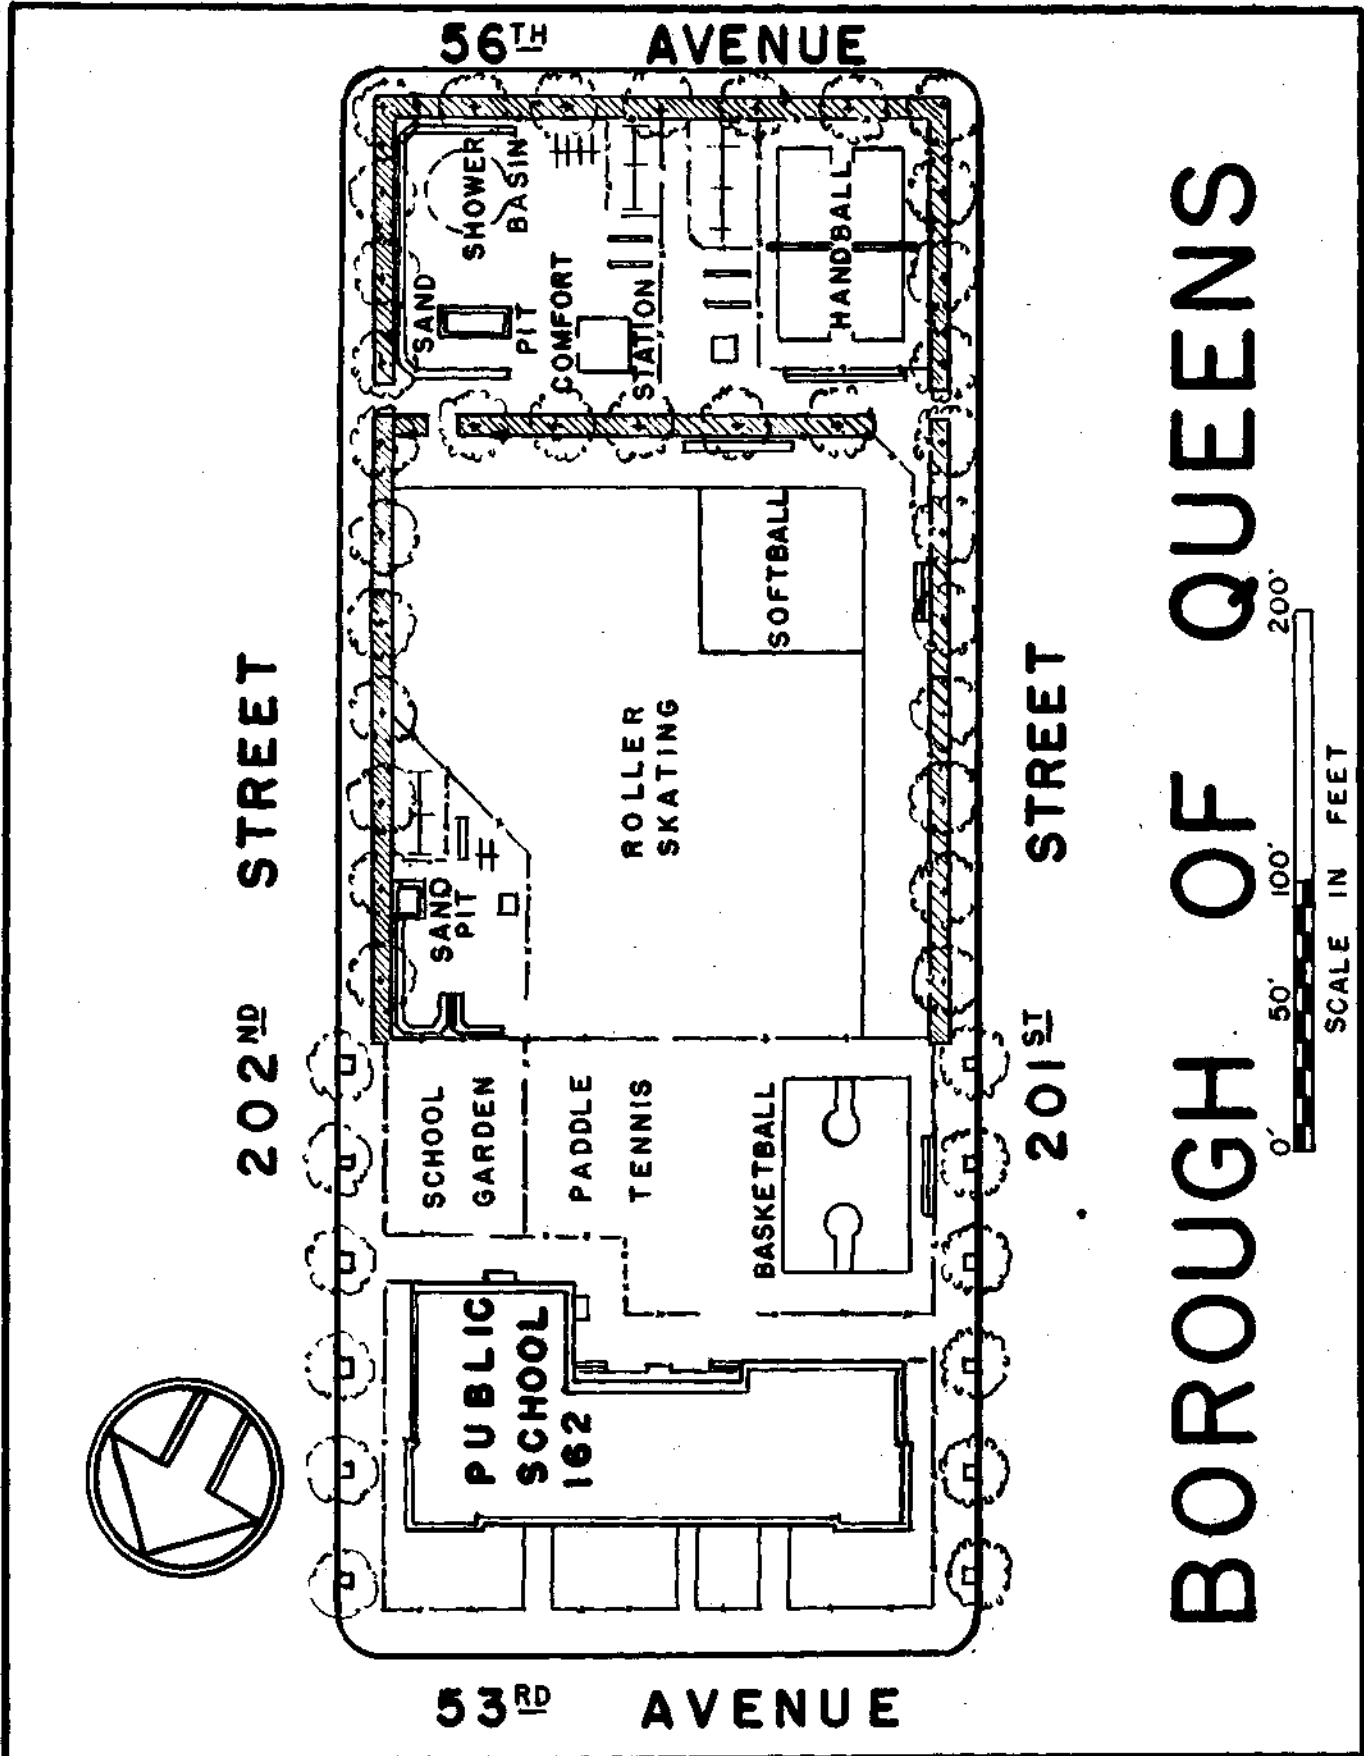 56TH AVENUE
SHOWER
BASIN
SAND
PIT
COMFORT
STATION
HANDBALL
SOFTBALL
202ND STREET
ROLLER
SKATING
SAND
PIT
201ST STREET
SCHOOL
GARDEN
PADDLE
TENNIS
BASKETBALL
PUBLIC
SCHOOL
162
53RD AVENUE
BOROUGH OF QUEENS
0' 50' 100' 200'
SCALE IN FEET